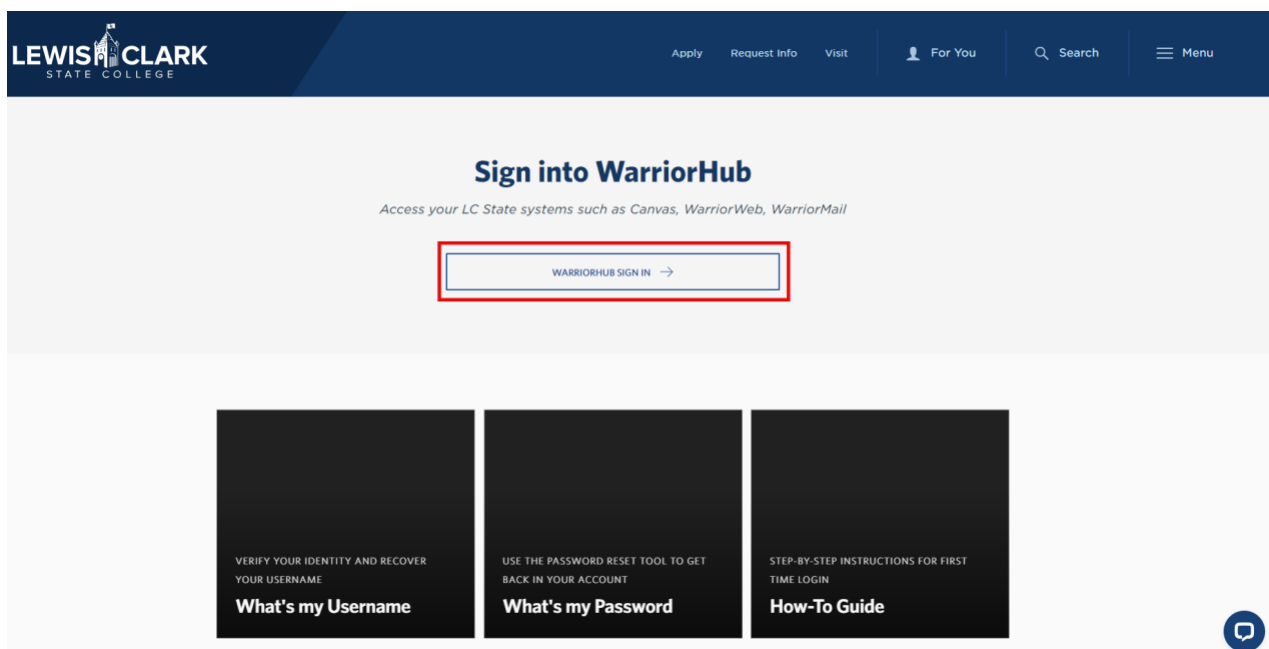 LEWIS CLARK
STATE COLLEGE
Apply Request Info Visit For You Search Menu
Sign into WarriorHub
Access your LC State systems such as Canvas, WarriorWeb, WarriorMail
WARRIORHUB SIGN IN →
VERIFY YOUR IDENTITY AND RECOVER
YOUR USERNAME
What's my Username
USE THE PASSWORD RESET TOOL TO GET
BACK IN YOUR ACCOUNT
What's my Password
STEP-BY-STEP INSTRUCTIONS FOR FIRST
TIME LOGIN
How-To Guide